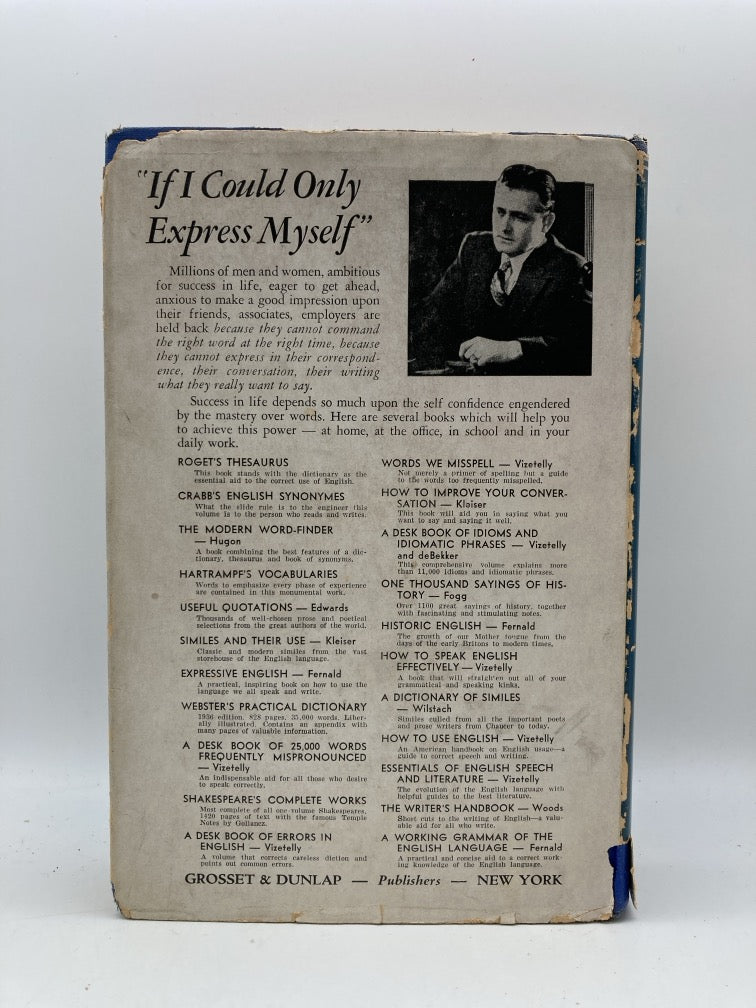 "If I Could Only
Express Myself"
Millions of men and women, ambitious
for success in life, eager to get ahead,
anxious to make a good impression upon
their friends, associates, employers are
held back because they cannot command
the right word at the right time, because
they cannot express in their correspond-
ence, their conversation, their writing
what they really want to say.
Success in life depends so much upon the self confidence engendered
by the mastery over words. Here are several books which will help you
to achieve this power — at home, at the office, in school and in your
daily work.
ROGET'S THESAURUS
This book stands with the dictionary as the
essential aid to the correct use of English.
CRABB'S ENGLISH SYNONYMES
What the slide rule is to the engineer this
volume is to the person who reads and writes.
THE MODERN WORD-FINDER
— Hugon
A book combining the best features of a dic-
tionary, thesaurus and book of synonyms.
HARTRAMPF'S VOCABULARIES
Words to emphasize every phase of experience
are contained in this monumental work.
USEFUL QUOTATIONS — Edwards
Thousands of well-chosen prose and poetical
selections from the great authors of the world.
SIMILES AND THEIR USE — Kleiser
Classic and modern similes from the vast
storehouse of the English language.
EXPRESSIVE ENGLISH — Fernald
A practical, inspiring book on how to use the
language we all speak and write.
WEBSTER'S PRACTICAL DICTIONARY
1936 edition. 828 pages. 35,000 words. Liber-
ally illustrated. Contains an appendix with
many pages of valuable information.
A DESK BOOK OF 25,000 WORDS
FREQUENTLY MISPRONOUNCED
— Vizetelly
An indispensable aid for all those who desire
to speak correctly.
SHAKESPEARE'S COMPLETE WORKS
Most complete of all one-volume Shakespeares,
1420 pages of text with the famous Temple
Notes by Gollancz.
A DESK BOOK OF ERRORS IN
ENGLISH — Vizetelly
A volume that corrects careless diction and
points out common errors.
WORDS WE MISSPELL — Vizetelly
Not merely a primer of spelling but a guide
to the words too frequently misspelled.
HOW TO IMPROVE YOUR CONVER-
SATION — Kleiser
This book will aid you in saying what you
want to say and saying it well.
A DESK BOOK OF IDIOMS AND
IDIOMATIC PHRASES — Vizetelly
and deBekker
This comprehensive volume explains more
than 11,000 idioms and idiomatic phrases.
ONE THOUSAND SAYINGS OF HIS-
TORY — Fogg
Over 1100 great sayings of history, together
with fascinating and stimulating notes.
HISTORIC ENGLISH — Fernald
The growth of our Mother tongue from the
days of the early Britons to modern times.
HOW TO SPEAK ENGLISH
EFFECTIVELY — Vizetelly
A book that will straighten out all of your
grammatical and speaking kinks.
A DICTIONARY OF SIMILES
— Wilstach
Similes culled from all the important poets
and prose writers from Chaucer to today.
HOW TO USE ENGLISH — Vizetelly
An American handbook on English usage—a
guide to correct speech and writing.
ESSENTIALS OF ENGLISH SPEECH
AND LITERATURE — Vizetelly
The evolution of the English language with
helpful guides to the best literature.
THE WRITER'S HANDBOOK — Woods
Short cuts to the writing of English—a valu-
able aid for all who write.
A WORKING GRAMMAR OF THE
ENGLISH LANGUAGE — Fernald
A practical and concise aid to a correct work-
ing knowledge of the English language.
GROSSET & DUNLAP — Publishers — NEW YORK